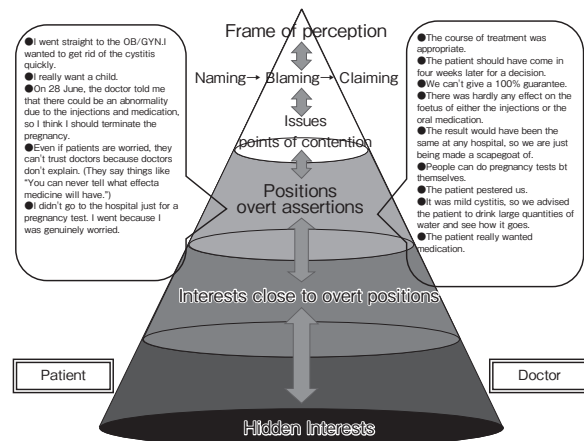 Frame of perception
Naming→ Blaming→ Claiming
Issues
points of contention
Positions
overt assertions
Interests close to overt positions
Hidden Interests
●I went straight to the OB/GYN.I
wanted to get rid of the cystitis
quickly.
●I really want a child.
●On 28 June, the doctor told me
that there could be an abnormality
due to the injections and medication,
so I think I should terminate the
pregnancy.
●Even if patients are worried, they
can't trust doctors because doctors
don't explain. (They say things like
"You can never tell what effecta
medicine will have.")
●I didn't go to the hospital just for a
pregnancy test. I went because I
was genuinely worried.
Patient
●The course of treatment was
appropriate.
●The patient should have come in
four weeks later for a decision.
●We can't give a 100% guarantee.
●There was hardly any effect on the
foetus of either the injections or the
oral medication.
●The result would have been the
same at any hospital, so we are just
being made a scapegoat of.
●People can do pregnancy tests bt
themselves.
●The patient pestered us.
●It was mild cystitis, so we advised
the patient to drink large quantities of
water and see how it goes.
●The patient really wanted
medication.
Doctor